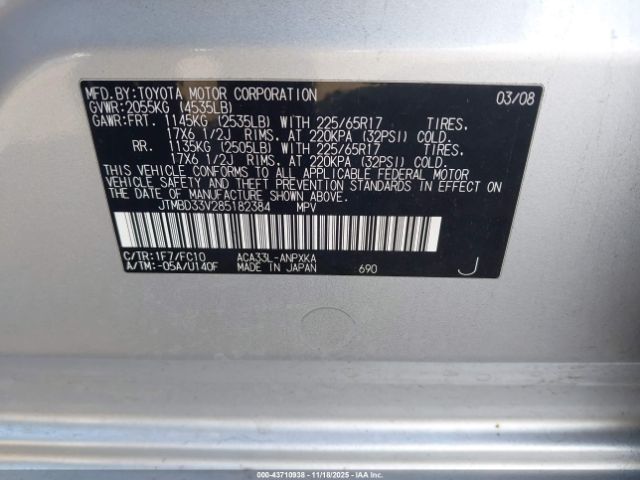 MFD. BY: TOYOTA MOTOR CORPORATION 03/08
GVWR: 2055KG (4535LB)
GAWR: FRT. 1145KG (2535LB) WITH 225/65R17 TIRES,
17X6 1/2J RIMS, AT 220KPA (32PSI) COLD.
RR. 1135KG (2505LB) WITH 225/65R17 TIRES,
17X6 1/2J RIMS, AT 220KPA (32PSI) COLD.
THIS VEHICLE CONFORMS TO ALL APPLICABLE FEDERAL MOTOR
VEHICLE SAFETY AND THEFT PREVENTION STANDARDS IN EFFECT ON
THE DATE OF MANUFACTURE SHOWN ABOVE.
JTMBD33V285182384 MPV
C/TR: 1F7/FC10 ACA33L-ANPXKA
A/TM: -05A/U140F MADE IN JAPAN 690 J
000-43710938 - 11/18/2025 - IAA Corp.